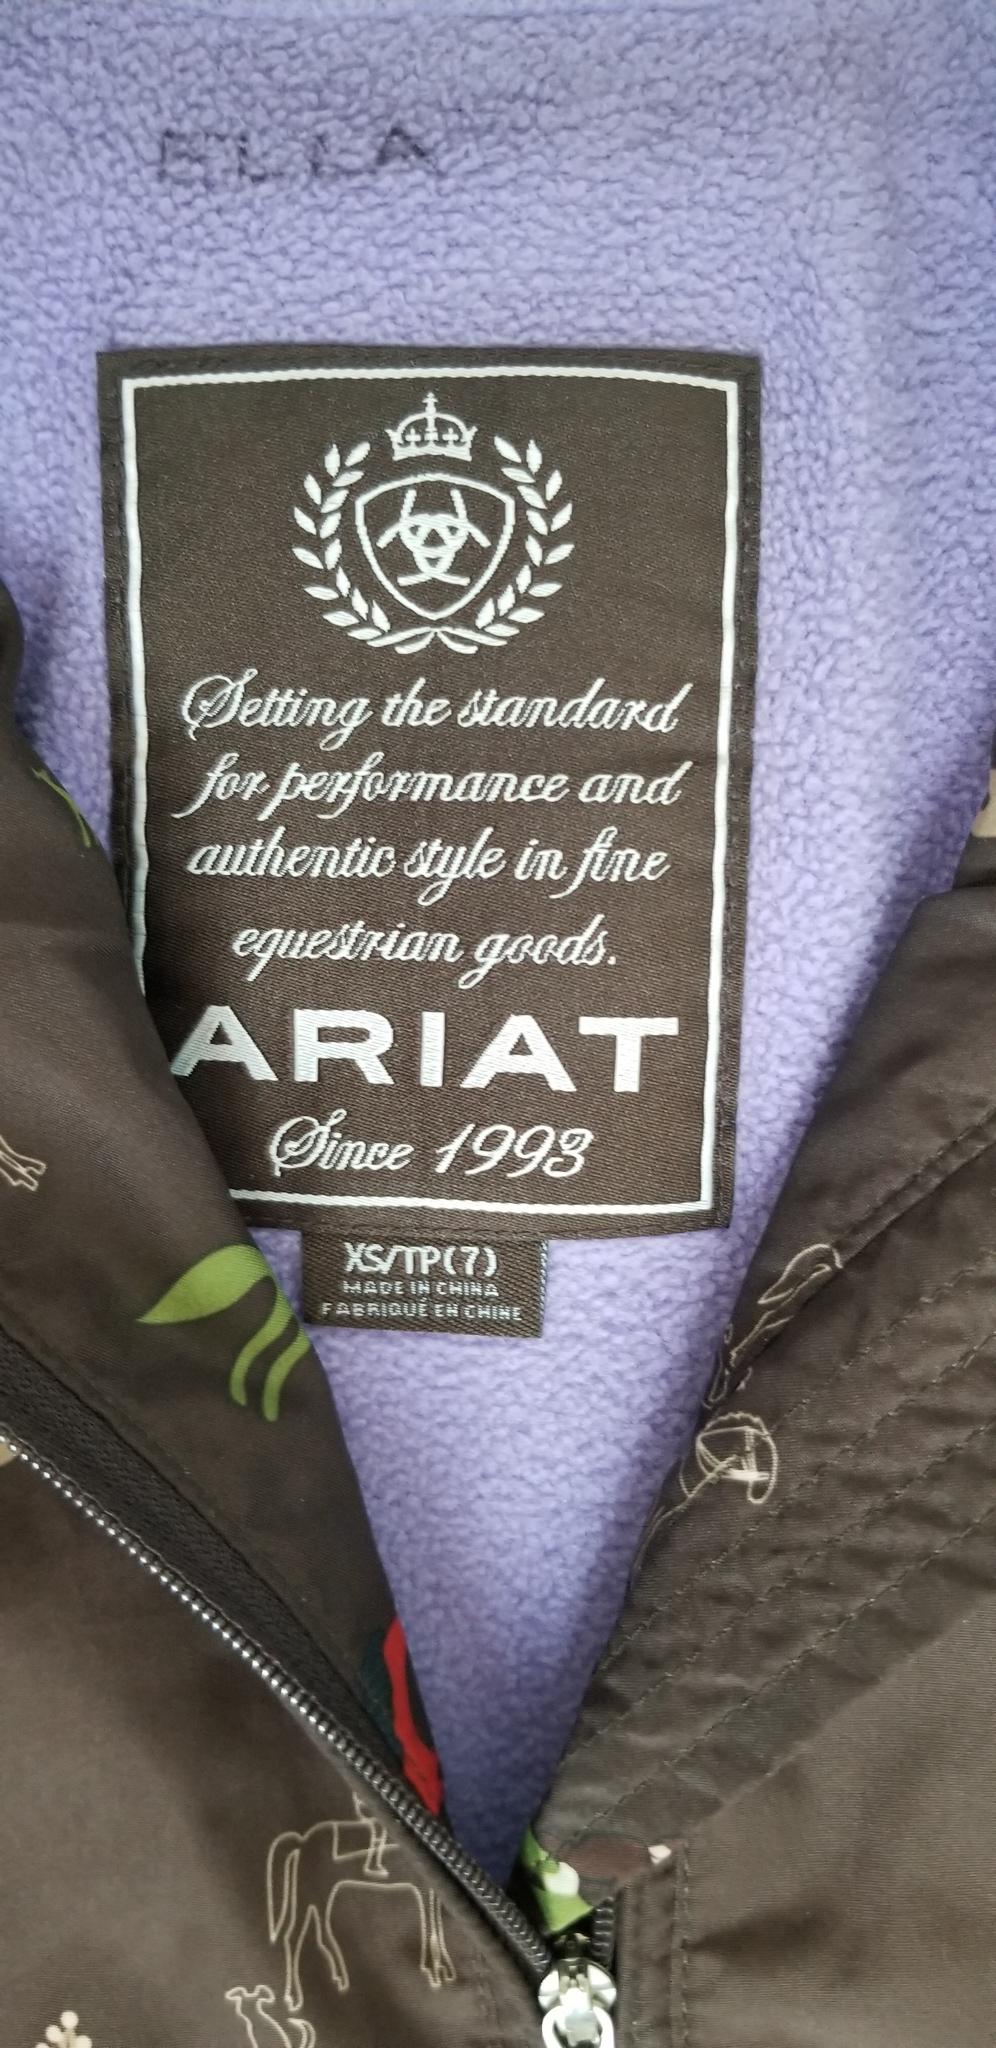 ELLA
Setting the standard
for performance and
authentic style in fine
equestrian goods.
ARIAT
Since 1993
XS/TP(7)
MADE IN CHINA
FABRIQUÉ EN CHINE